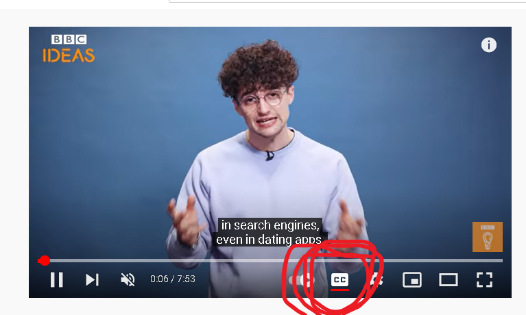 BBC
IDEAS
in search engines,
even in dating apps
0:06 / 7:53
CC